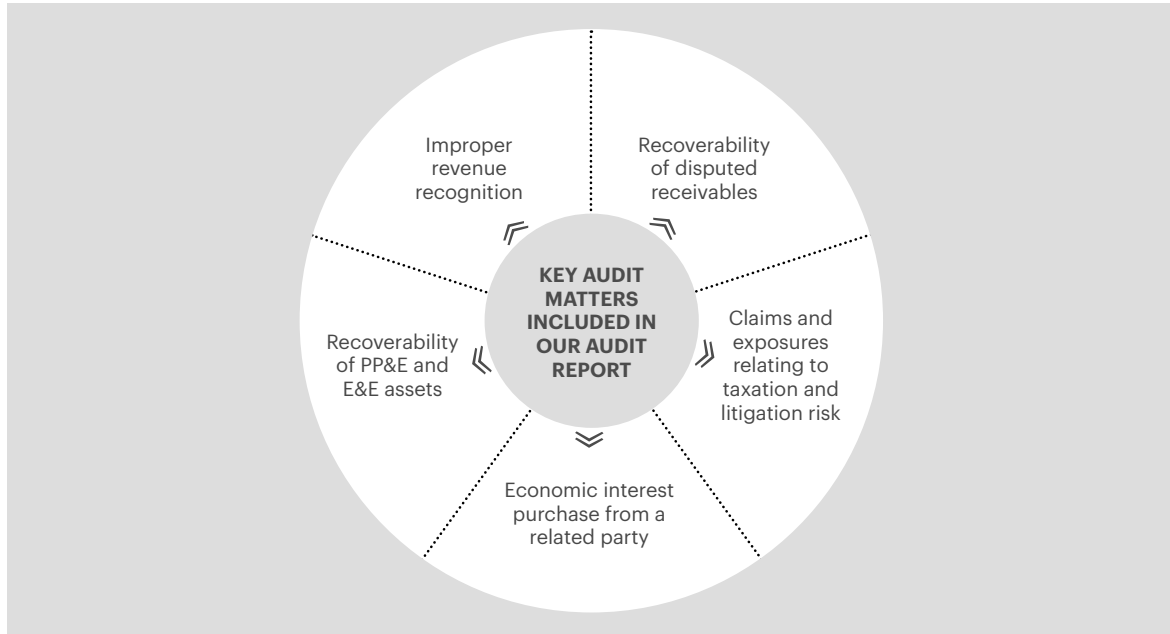 Improper
revenue
recognition
Recoverability
of disputed
receivables
KEY AUDIT
MATTERS
INCLUDED IN
OUR AUDIT
REPORT
Recoverability
of PP&E and
E&E assets
Claims and
exposures
relating to
taxation and
litigation risk
Economic interest
purchase from a
related party